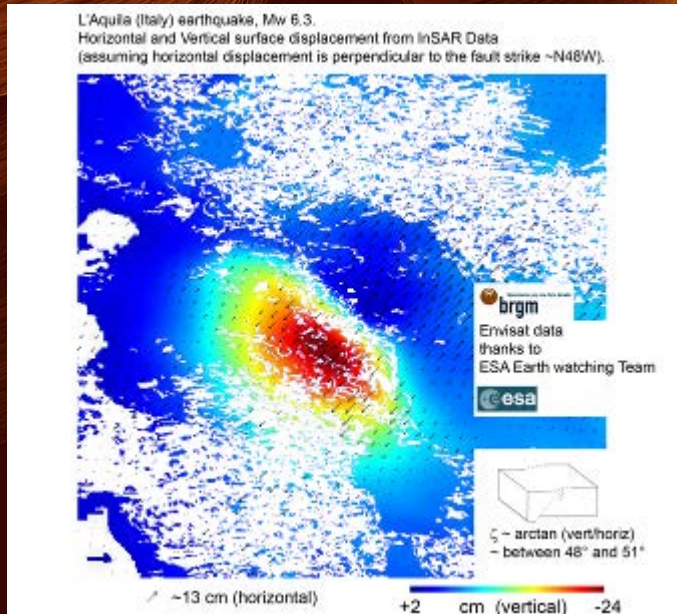 L'Aquila (Italy) earthquake, Mw 6.3.
Horizontal and Vertical surface displacement from InSAR Data
(assuming horizontal displacement is perpendicular to the fault strike ~N48W).
brgm
Envisat data
thanks to
ESA Earth watching Team
esa
ζ ~ arctan (vert/horiz)
~ between 48° and 51°
~13 cm (horizontal)
+2 cm (vertical) -24